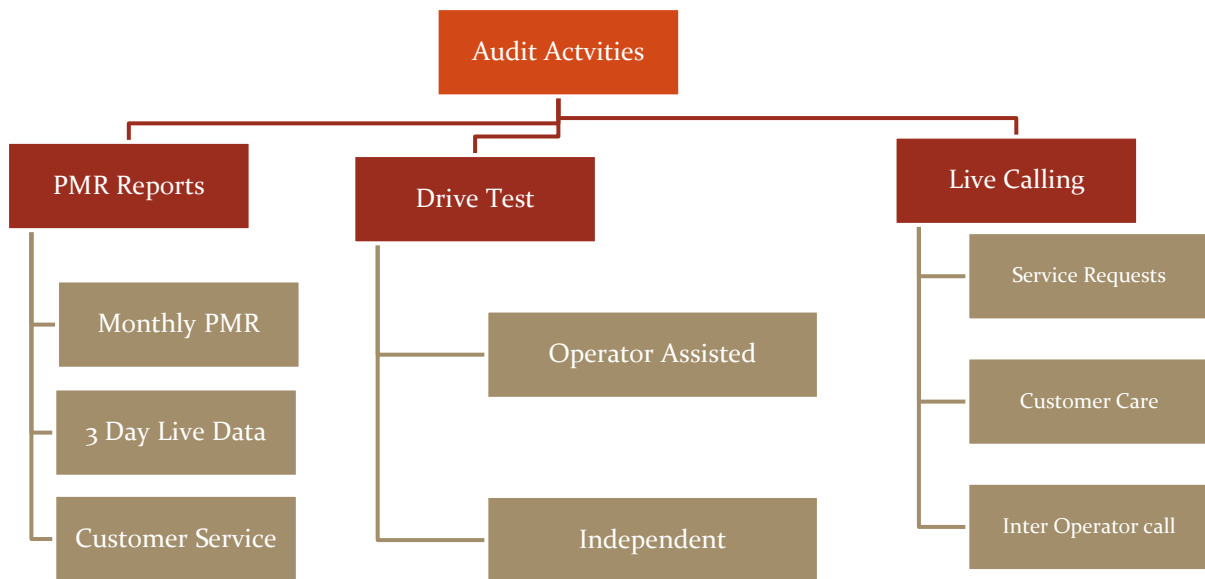 Audit Actvities
PMR Reports
Monthly PMR
3 Day Live Data
Customer Service
Drive Test
Operator Assisted
Independent
Live Calling
Service Requests
Customer Care
Inter Operator call